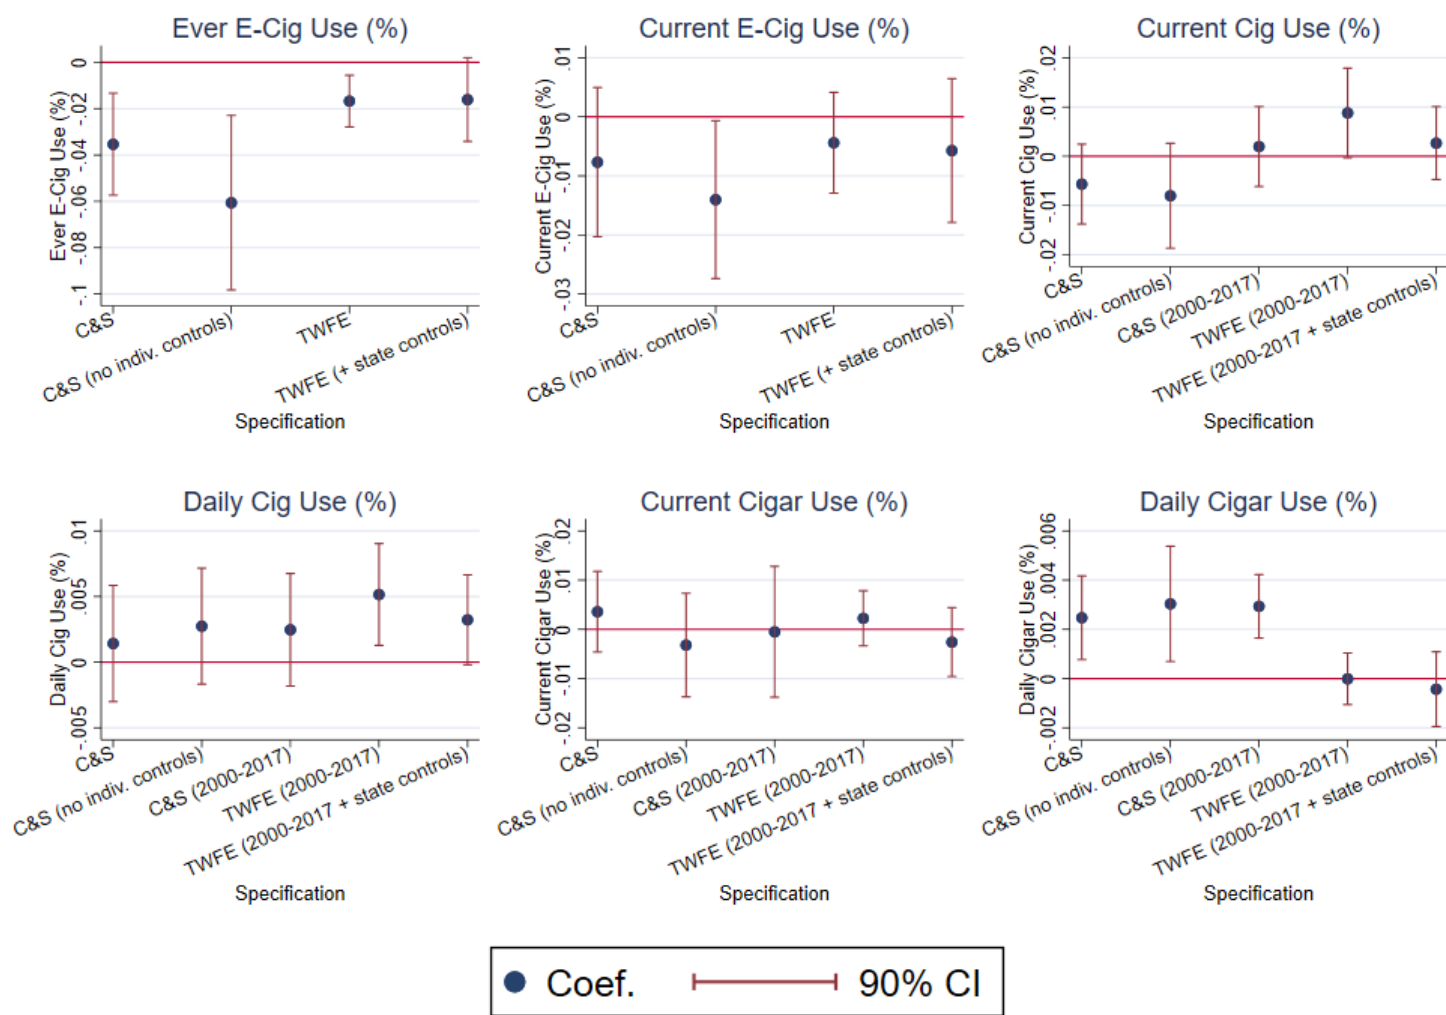 Ever E-Cig Use (%)
Ever E-Cig Use (%)
0
-.02
-.04
-.06
-.08
-.1
C&S
C&S (no indiv. controls)
TWFE
TWFE (+ state controls)
Specification
Current E-Cig Use (%)
Current E-Cig Use (%)
.01
0
-.01
-.02
-.03
C&S
C&S (no indiv. controls)
TWFE
TWFE (+ state controls)
Specification
Current Cig Use (%)
Current Cig Use (%)
.02
.01
0
-.01
-.02
C&S
C&S (no indiv. controls)
C&S (2000-2017)
TWFE (2000-2017)
TWFE (2000-2017 + state controls)
Specification
Daily Cig Use (%)
Daily Cig Use (%)
.01
.005
0
-.005
C&S
C&S (no indiv. controls)
C&S (2000-2017)
TWFE (2000-2017)
TWFE (2000-2017 + state controls)
Specification
Current Cigar Use (%)
Current Cigar Use (%)
.02
.01
0
-.01
-.02
C&S
C&S (no indiv. controls)
C&S (2000-2017)
TWFE (2000-2017)
TWFE (2000-2017 + state controls)
Specification
Daily Cigar Use (%)
Daily Cigar Use (%)
.006
.004
.002
0
-.002
C&S
C&S (no indiv. controls)
C&S (2000-2017)
TWFE (2000-2017)
TWFE (2000-2017 + state controls)
Specification
Coef.
90% CI